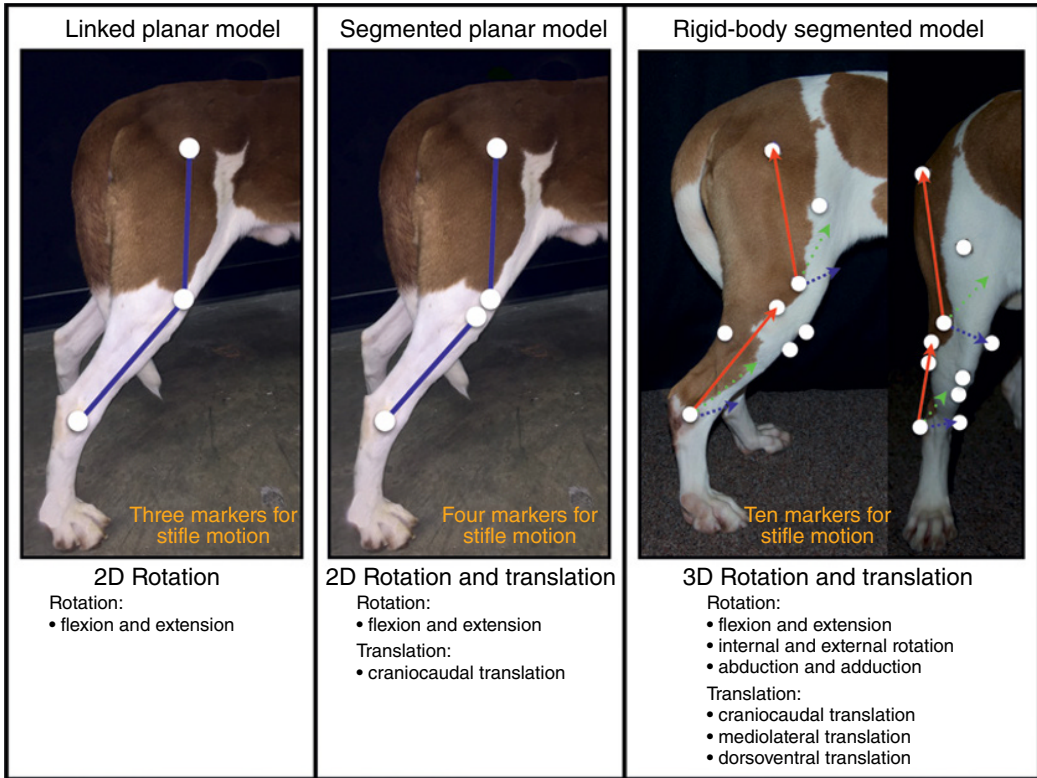 Linked planar model
Three markers for
stifle motion
2D Rotation
Rotation:
• flexion and extension
Segmented planar model
Four markers for
stifle motion
2D Rotation and translation
Rotation:
• flexion and extension
Translation:
• craniocaudal translation
Rigid-body segmented model
Ten markers for
stifle motion
3D Rotation and translation
Rotation:
• flexion and extension
• internal and external rotation
• abduction and adduction
Translation:
• craniocaudal translation
• mediolateral translation
• dorsoventral translation